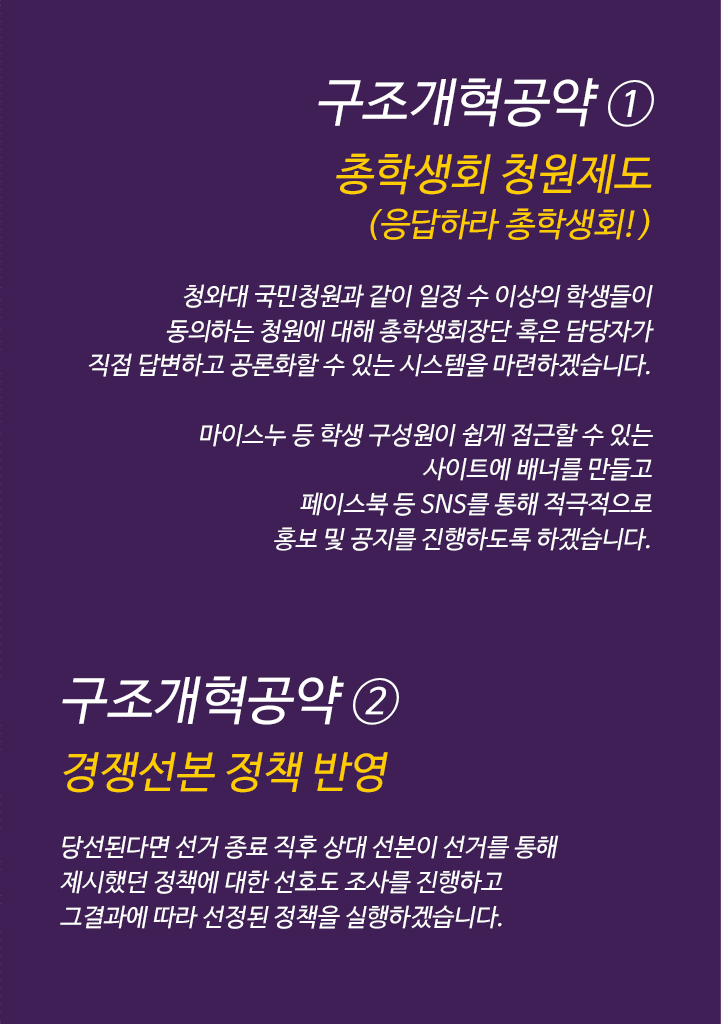 구조개혁공약 ①
총학생회 청원제도
(응답하라 총학생회!)
청와대 국민청원과 같이 일정 수 이상의 학생들이
동의하는 청원에 대해 총학생회장단 혹은 담당자가
직접 답변하고 공론화할 수 있는 시스템을 마련하겠습니다.
마이스누 등 학생 구성원이 쉽게 접근할 수 있는
사이트에 배너를 만들고
페이스북 등 SNS를 통해 적극적으로
홍보 및 공지를 진행하도록 하겠습니다.
구조개혁공약 ②
경쟁선본 정책 반영
당선된다면 선거 종료 직후 상대 선본이 선거를 통해
제시했던 정책에 대한 선호도 조사를 진행하고
그결과에 따라 선정된 정책을 실행하겠습니다.